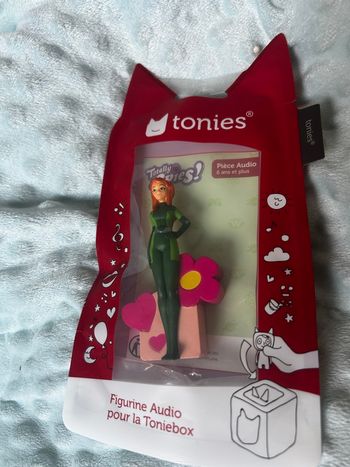 tonies®
tonies®
Totally
Spies!
Pièce Audio
6 ans et plus
Figurine Audio
pour la Toniebox